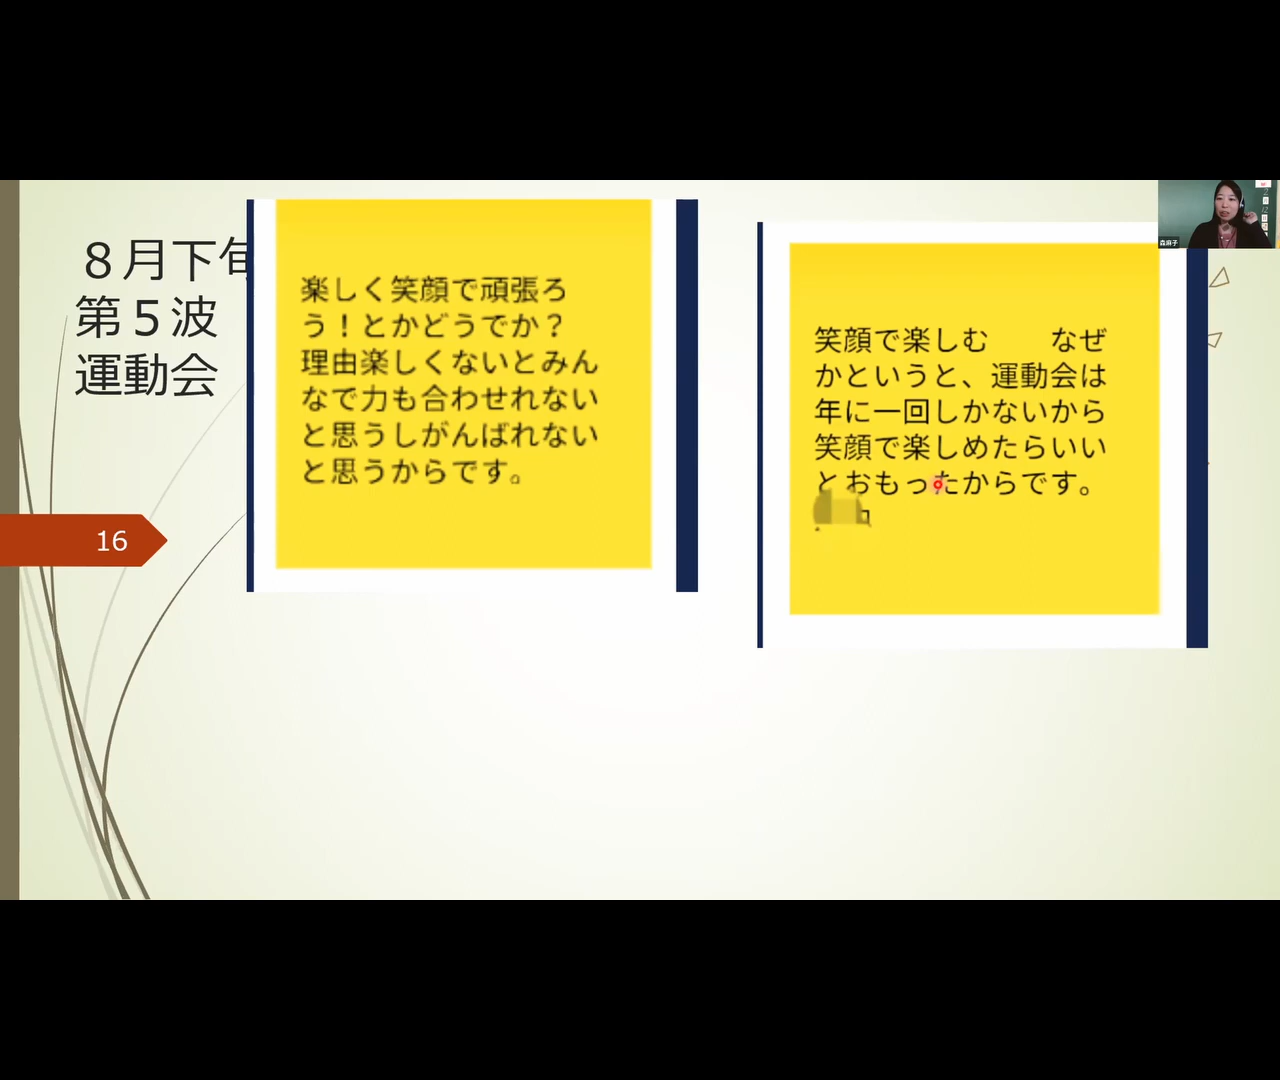 ８月下旬
第５波
運動会
16
楽しく笑顔で頑張ろ
う！とかどうでか？
理由楽しくないとみん
なで力も合わせれない
と思うしがんばれない
と思うからです。
笑顔で楽しむ　　なぜ
かというと、運動会は
年に一回しかないから
笑顔で楽しめたらいい
とおもったからです。
森麻子